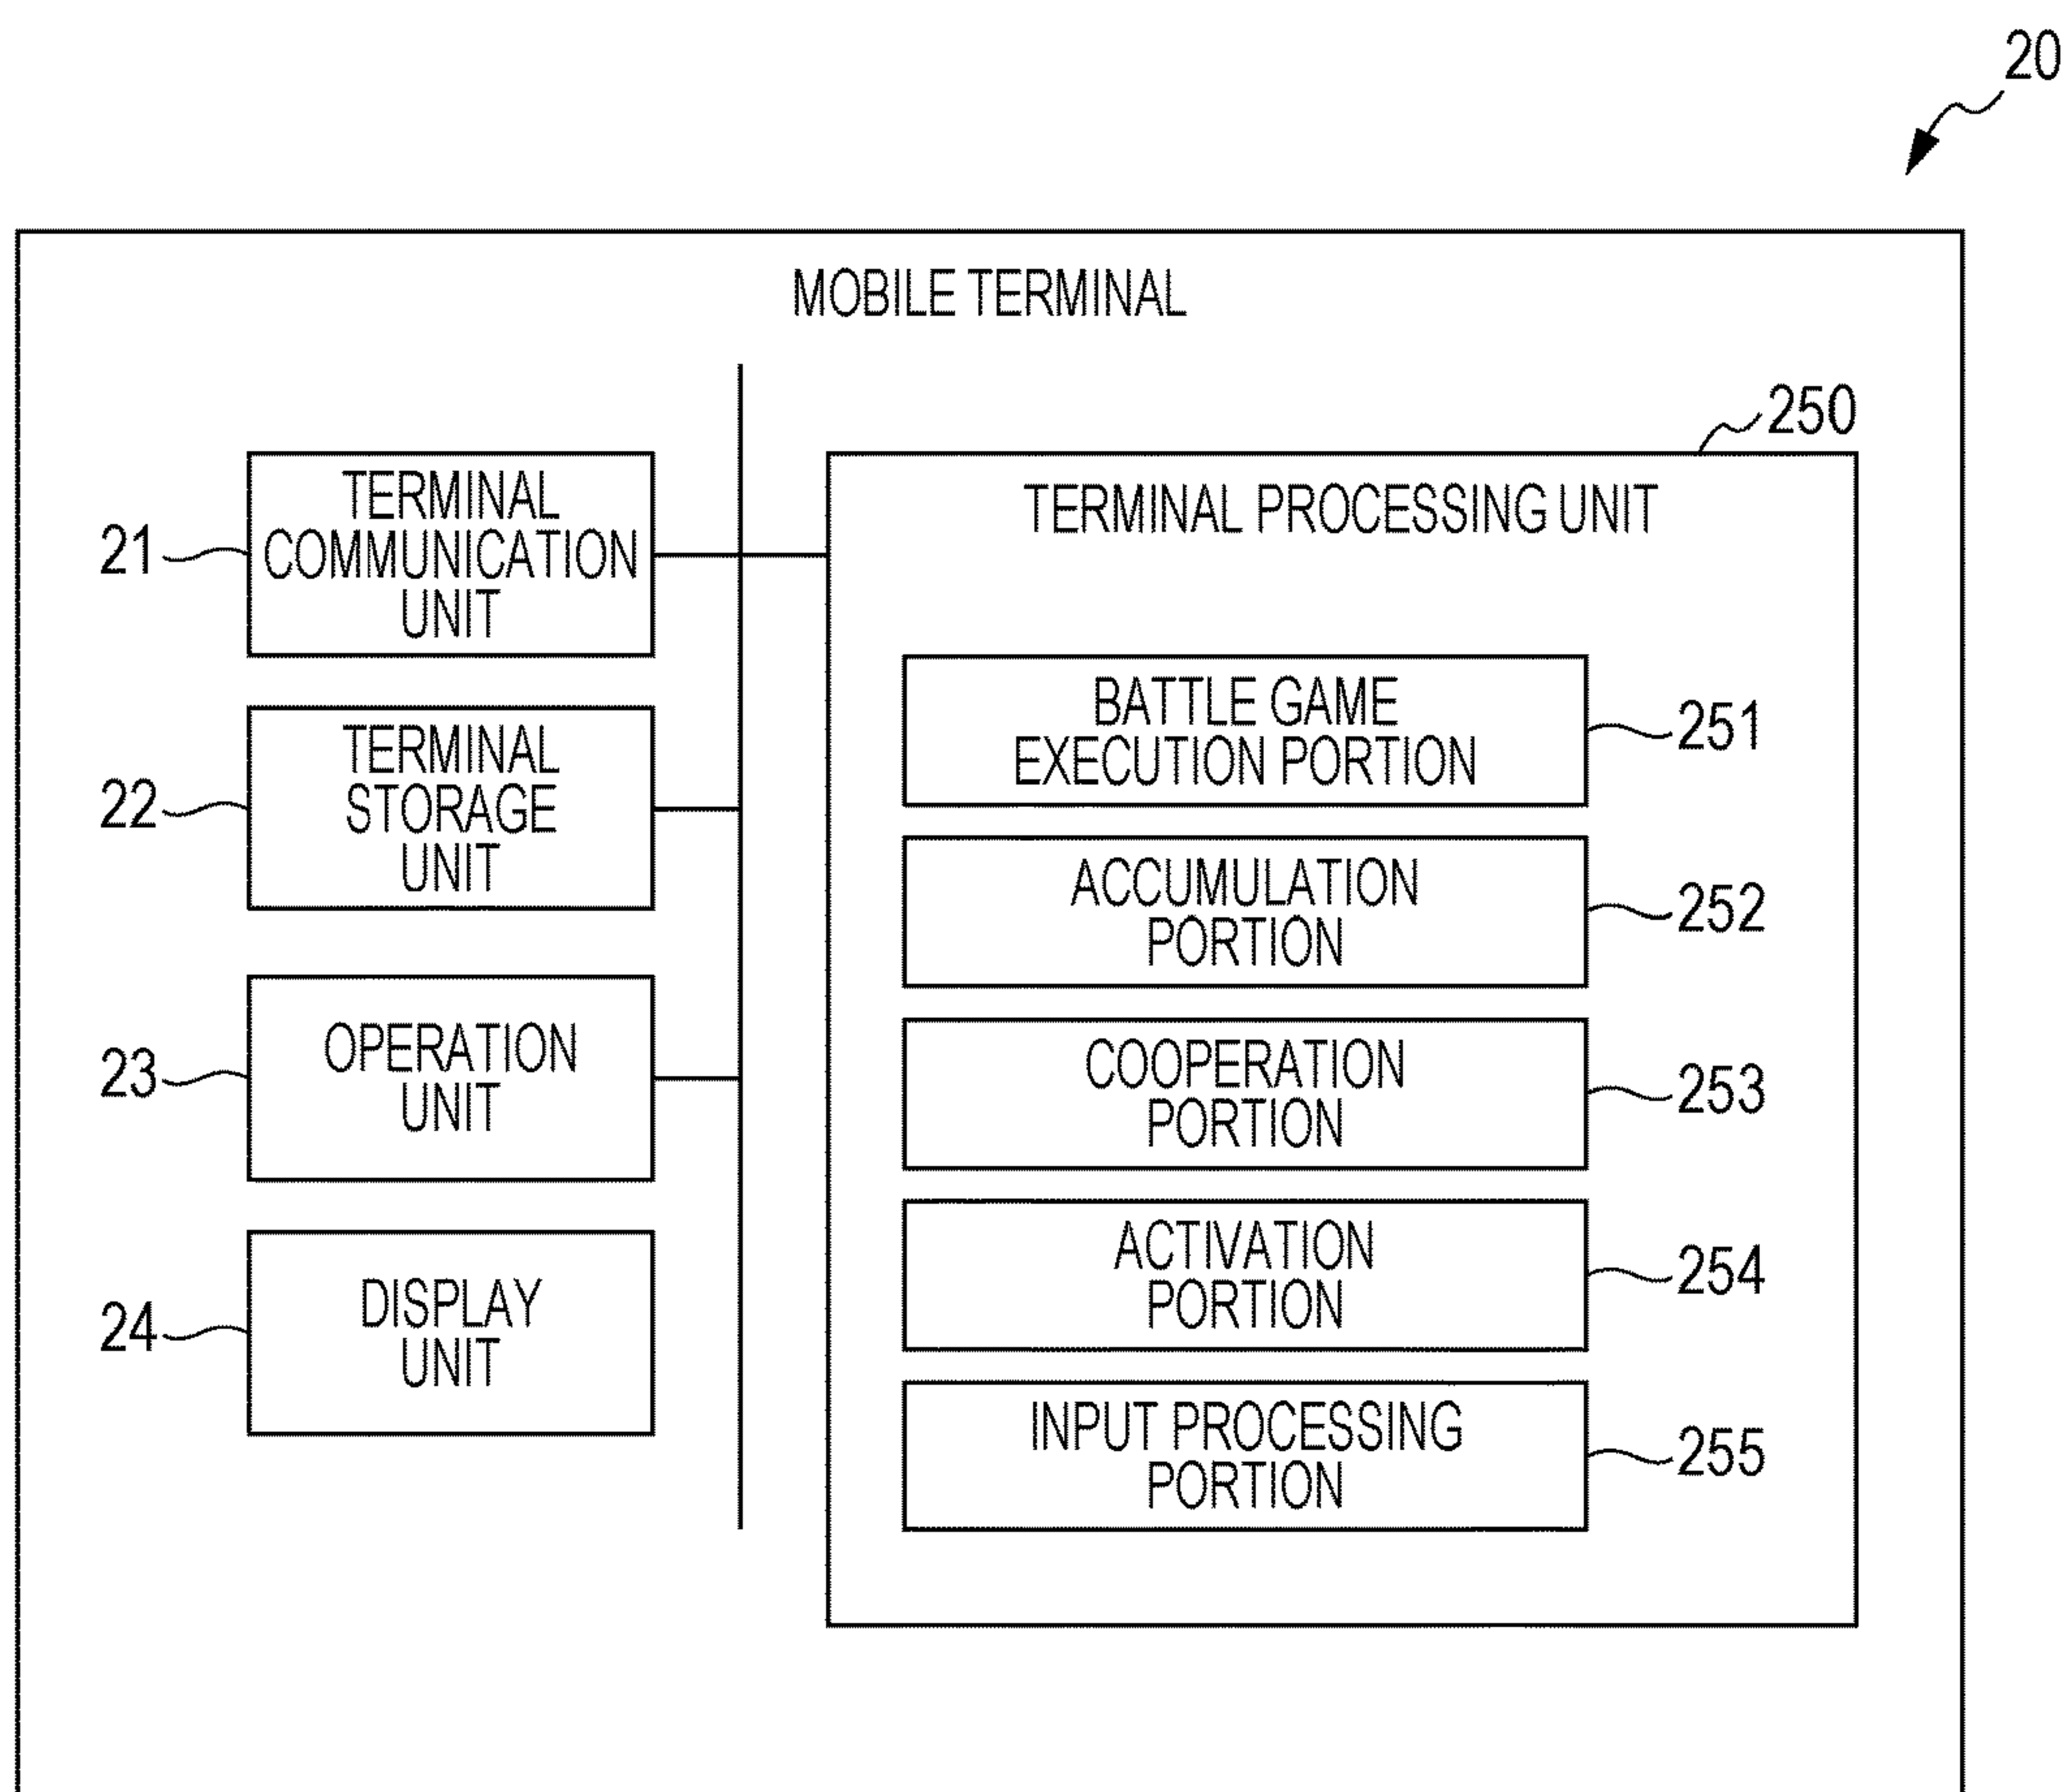 20
MOBILE TERMINAL
21
TERMINAL
COMMUNICATION
UNIT
22
TERMINAL
STORAGE
UNIT
23
OPERATION
UNIT
24
DISPLAY
UNIT
250
TERMINAL PROCESSING UNIT
BATTLE GAME
EXECUTION PORTION
251
ACCUMULATION
PORTION
252
COOPERATION
PORTION
253
ACTIVATION
PORTION
254
INPUT PROCESSING
PORTION
255